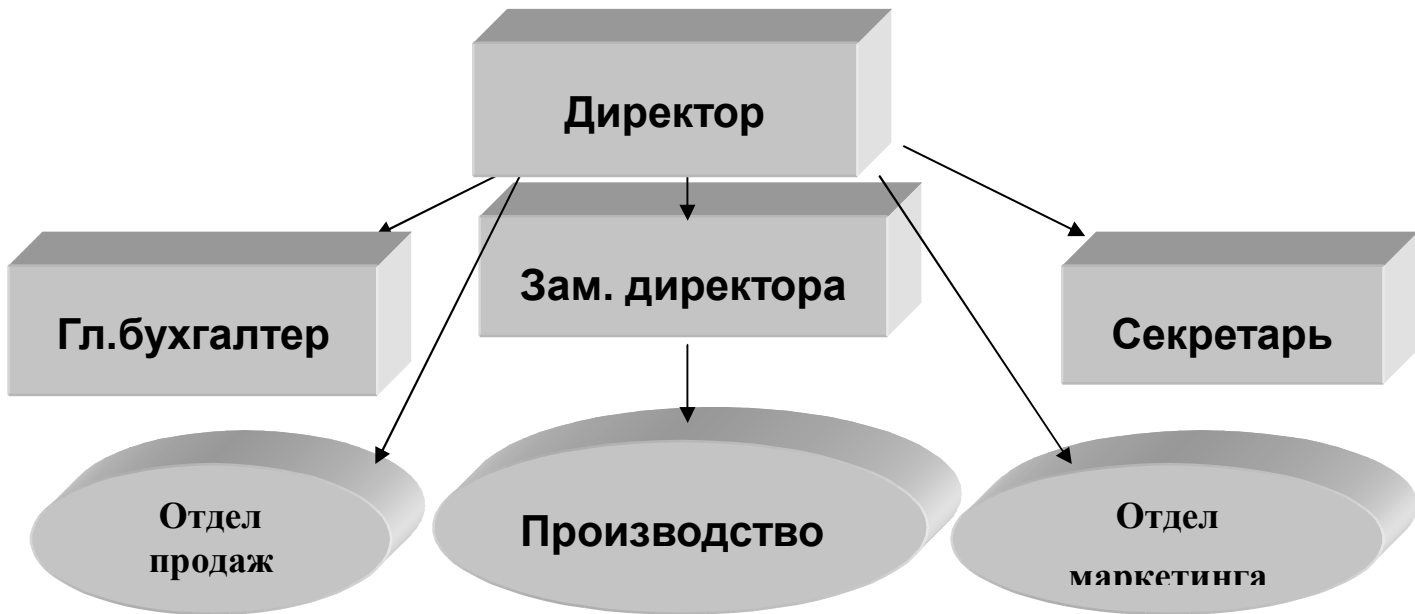 Директор
Зам. директора
Гл.бухгалтер
Секретарь
Отдел
продаж
Производство
Отдел
маркетинга